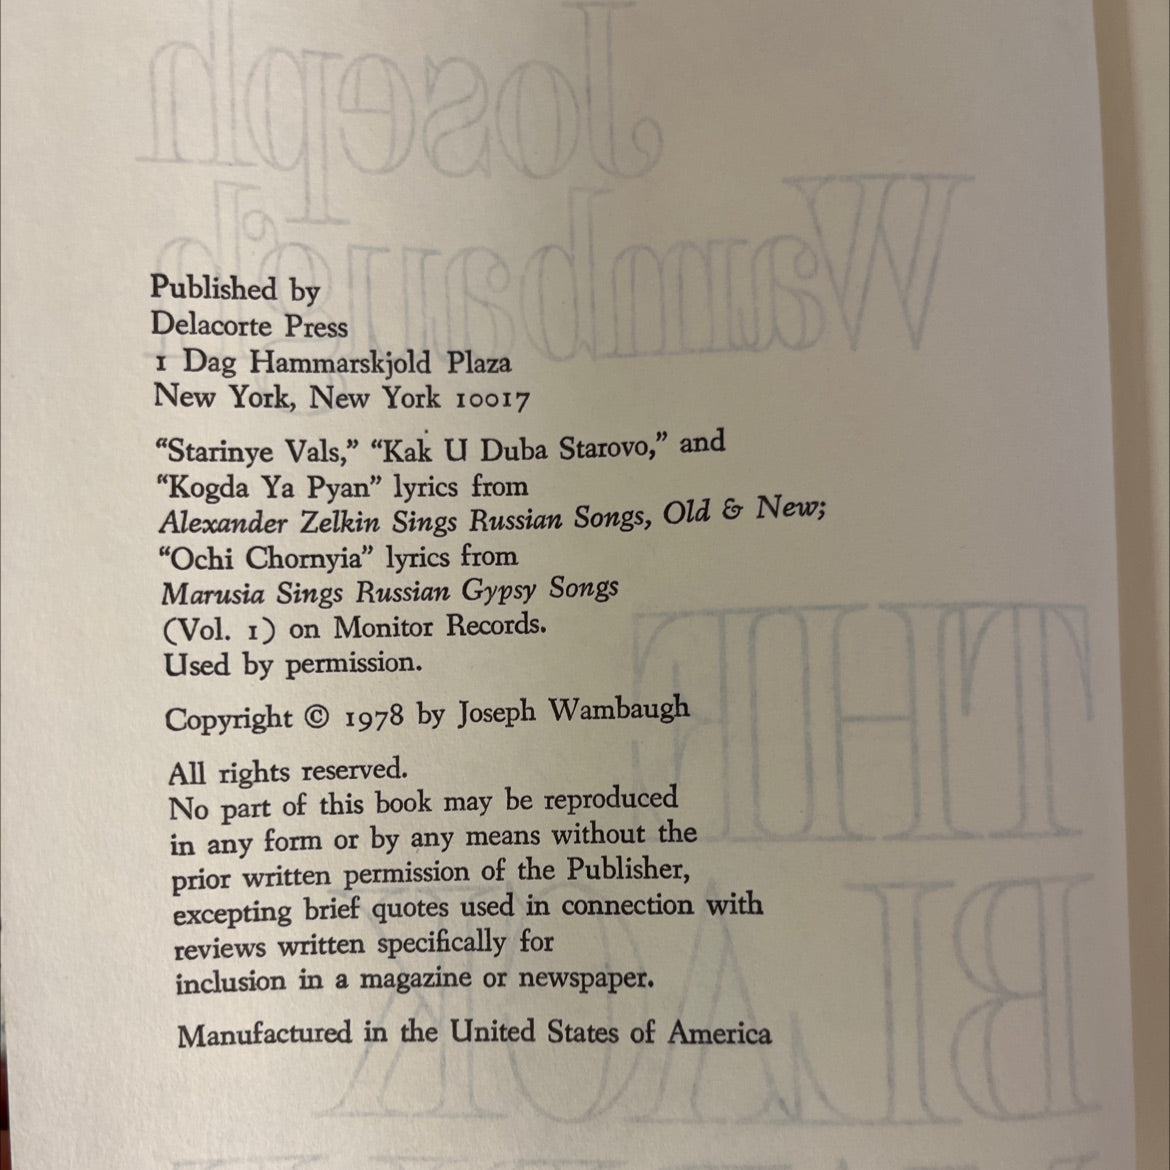 Joseph
Wambaugh
Published by
Delacorte Press
1 Dag Hammarskjold Plaza
New York, New York 10017
“Starinye Vals,” “Kak U Duba Starovo,” and
“Kogda Ya Pyan” lyrics from
Alexander Zelkin Sings Russian Songs, Old & New;
“Ochi Chornyia” lyrics from
Marusia Sings Russian Gypsy Songs
(Vol. 1) on Monitor Records.
Used by permission.
Copyright © 1978 by Joseph Wambaugh
All rights reserved.
No part of this book may be reproduced
in any form or by any means without the
prior written permission of the Publisher,
excepting brief quotes used in connection with
reviews written specifically for
inclusion in a magazine or newspaper.
Manufactured in the United States of America
THE
BLACK